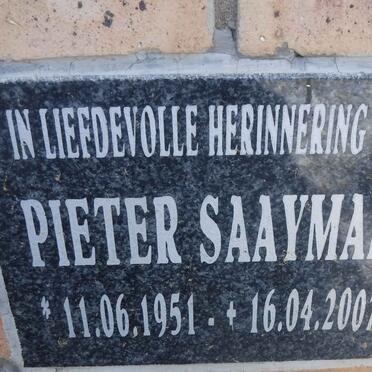 IN LIEFDEVOLLE HERINNERING
PIETER SAAYMA
* 11.06.1951 - + 16.04.200